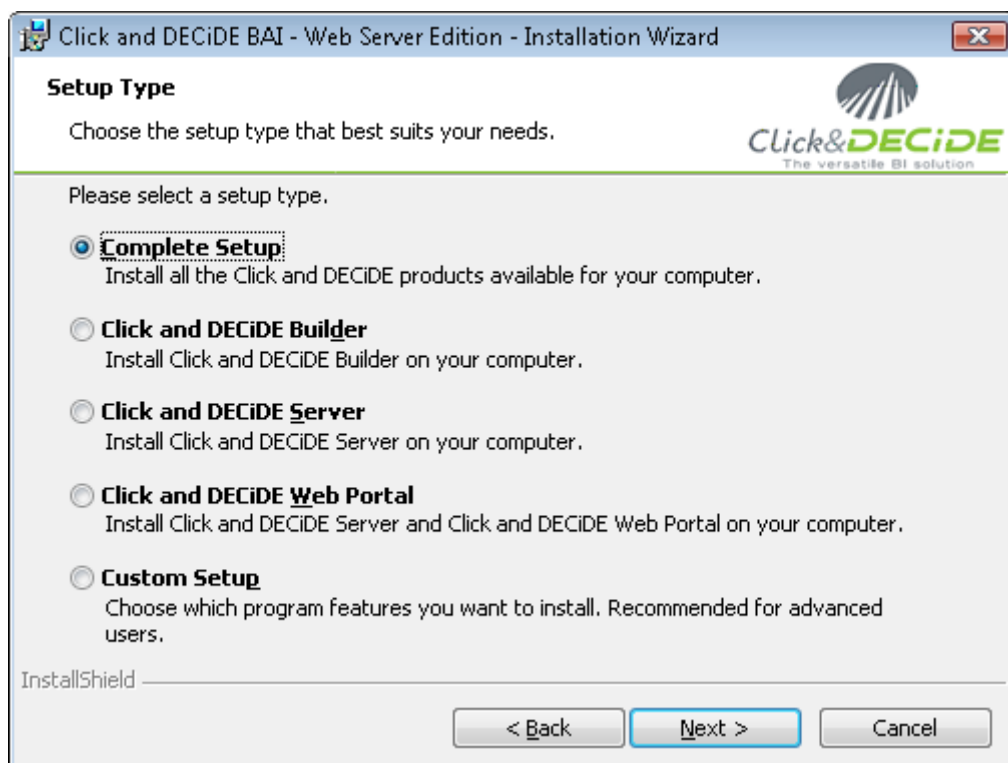 Click and DECiDE BAI - Web Server Edition - Installation Wizard
Setup Type
Choose the setup type that best suits your needs.
Click&DECiDE
The versatile BI solution
Please select a setup type.
Complete Setup
Install all the Click and DECiDE products available for your computer.
Click and DECiDE Builder
Install Click and DECiDE Builder on your computer.
Click and DECiDE Server
Install Click and DECiDE Server on your computer.
Click and DECiDE Web Portal
Install Click and DECiDE Server and Click and DECiDE Web Portal on your computer.
Custom Setup
Choose which program features you want to install. Recommended for advanced
users.
InstallShield
< Back Next > Cancel